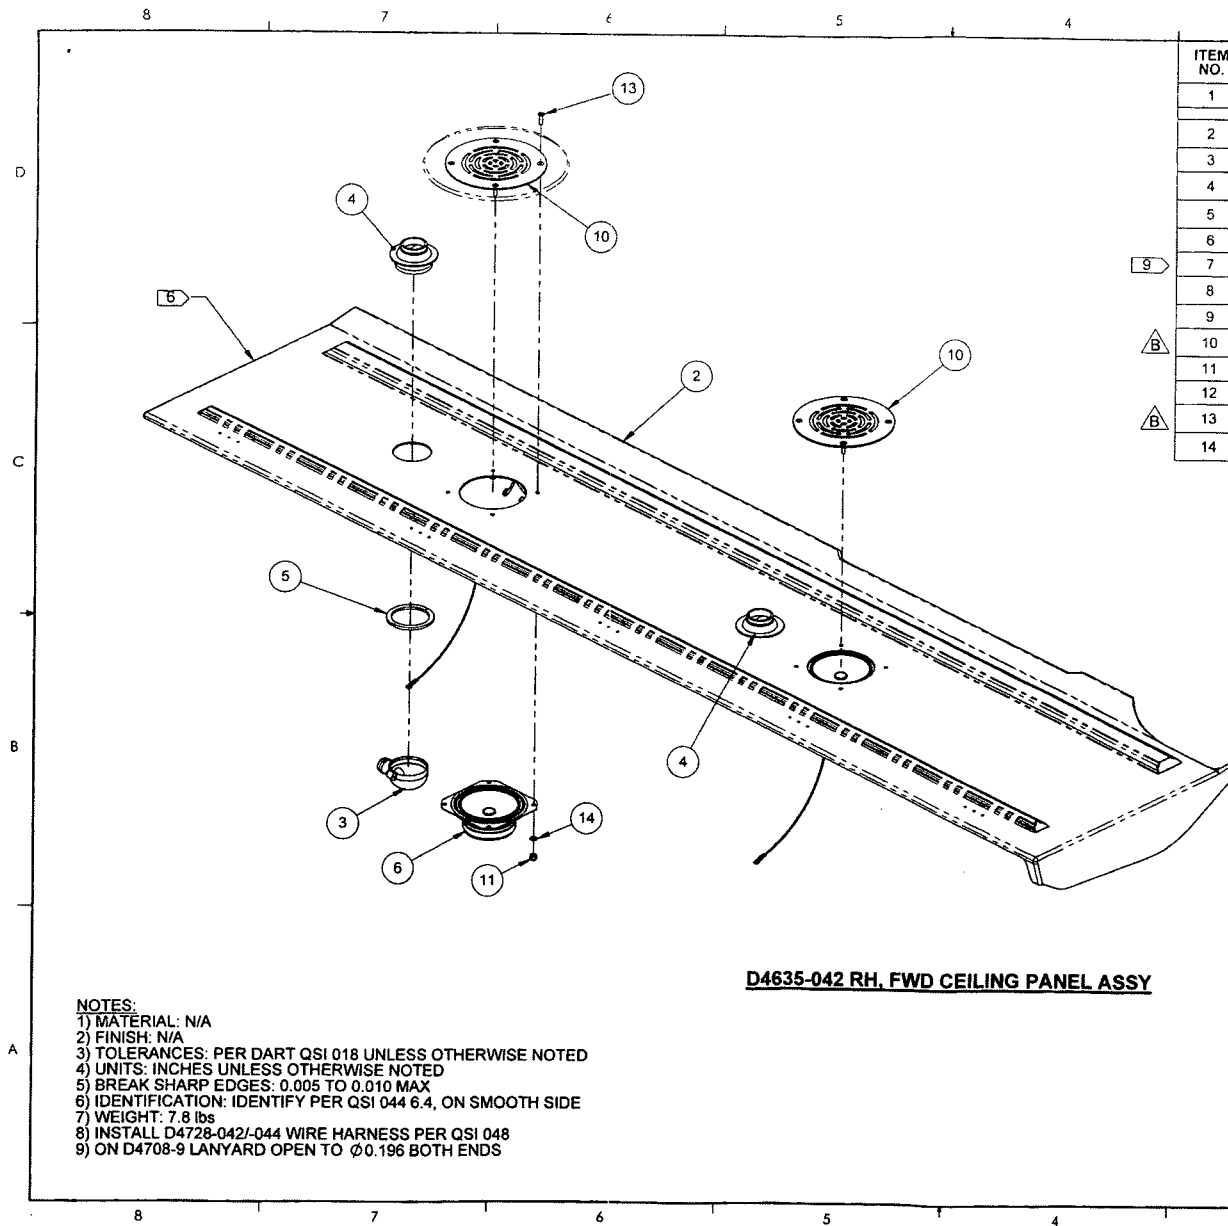 8 7 6 5 4
ITEM
NO.
1
2
3
4
5
6
9 7
8
9
B 10
11
12
B 13
14
D
C
B
A
13
4
10
6
2
10
5
4
3
14
6
11
D4635-042 RH, FWD CEILING PANEL ASSY
NOTES:
1) MATERIAL: N/A
2) FINISH: N/A
3) TOLERANCES: PER DART QSI 018 UNLESS OTHERWISE NOTED
4) UNITS: INCHES UNLESS OTHERWISE NOTED
5) BREAK SHARP EDGES: 0.005 TO 0.010 MAX
6) IDENTIFICATION: IDENTIFY PER QSI 044 6.4, ON SMOOTH SIDE
7) WEIGHT: 7.8 lbs
8) INSTALL D4728-042/-044 WIRE HARNESS PER QSI 048
9) ON D4708-9 LANYARD OPEN TO Ø0.196 BOTH ENDS
8 7 6 5 4